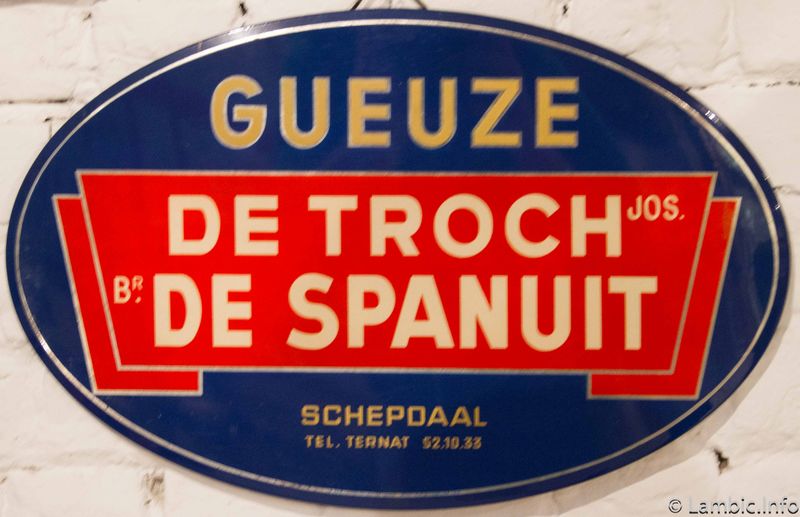 GUEUZE
DE TROCH JOS.
BR. DE SPANUIT
SCHEPDAAL
TEL. TERNAT 52.10.33
© Lambic.Info